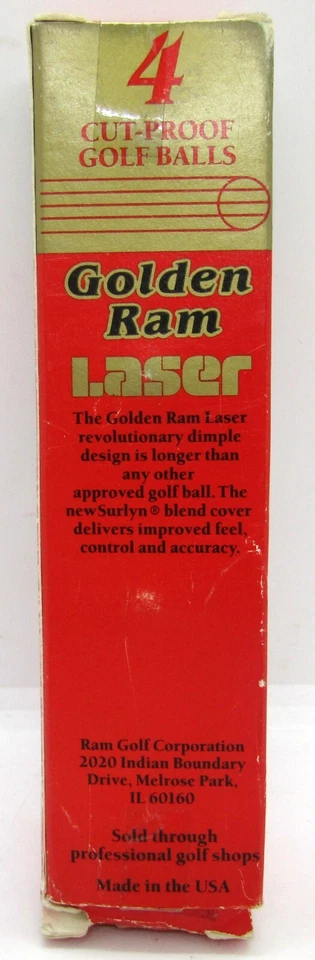 4
CUT-PROOF
GOLF BALLS
Golden
Ram
Laser
The Golden Ram Laser
revolutionary dimple
design is longer than
any other
approved golf ball. The
new Surlyn® blend cover
delivers improved feel,
control and accuracy.
Ram Golf Corporation
2020 Indian Boundary
Drive, Melrose Park,
IL 60160
Sold through
professional golf shops
Made in the USA